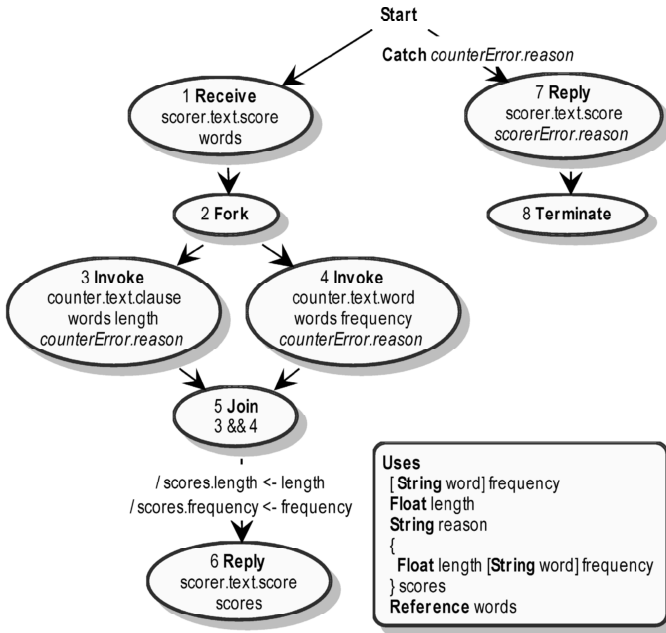 Start
Catch counterError.reason
1 Receive
scorer.text.score
words
7 Reply
scorer.text.score
scorerError.reason
2 Fork
8 Terminate
3 Invoke
counter.text.clause
words length
counterError.reason
4 Invoke
counter.text.word
words frequency
counterError.reason
5 Join
3 && 4
/ scores.length <- length
/ scores.frequency <- frequency
6 Reply
scorer.text.score
scores
Uses
[ String word] frequency
Float length
String reason
{
Float length [String word] frequency
} scores
Reference words